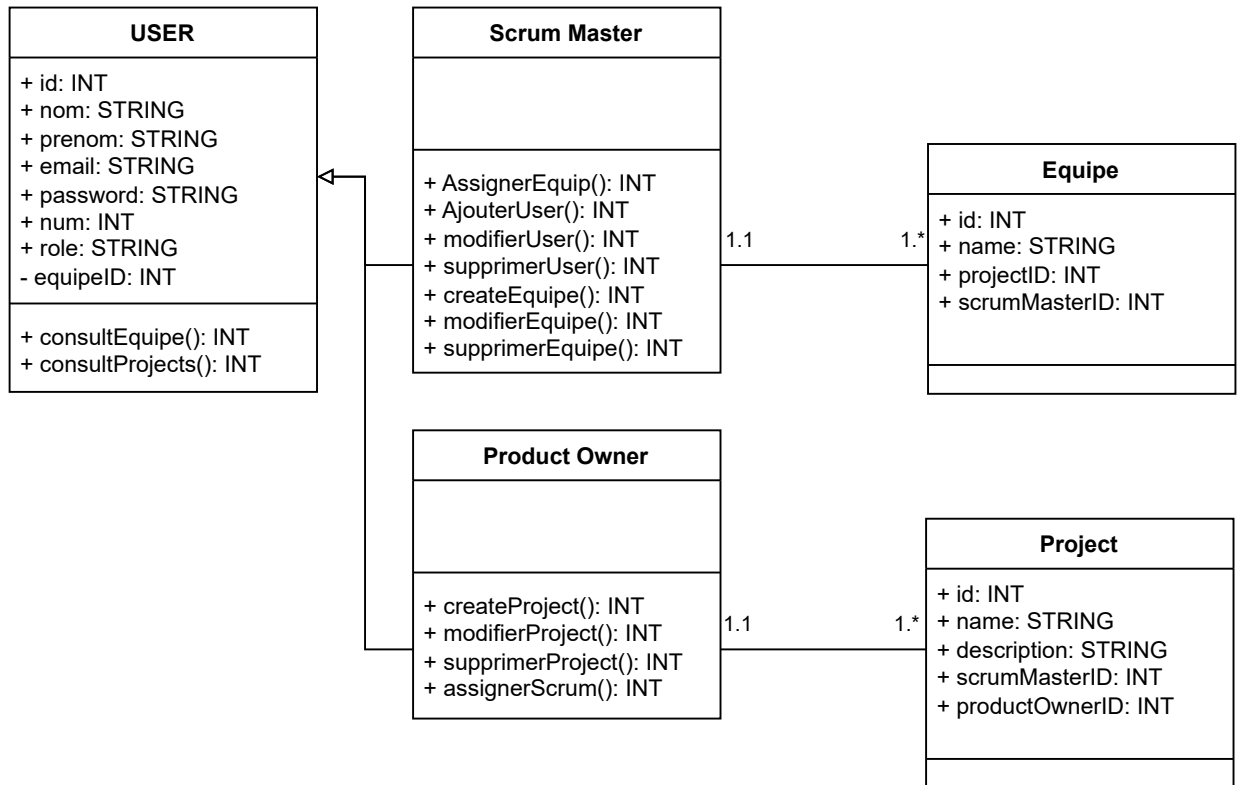 USER
+ id: INT
+ nom: STRING
+ prenom: STRING
+ email: STRING
+ password: STRING
+ num: INT
+ role: STRING
- equipeID: INT
+ consultEquipe(): INT
+ consultProjects(): INT
Scrum Master
+ AssignerEquip(): INT
+ AjouterUser(): INT
+ modifierUser(): INT
+ supprimerUser(): INT
+ createEquipe(): INT
+ modifierEquipe(): INT
+ supprimerEquipe(): INT
1.1
1.*
Equipe
+ id: INT
+ name: STRING
+ projectID: INT
+ scrumMasterID: INT
Product Owner
+ createProject(): INT
+ modifierProject(): INT
+ supprimerProject(): INT
+ assignerScrum(): INT
1.1
1.*
Project
+ id: INT
+ name: STRING
+ description: STRING
+ scrumMasterID: INT
+ productOwnerID: INT